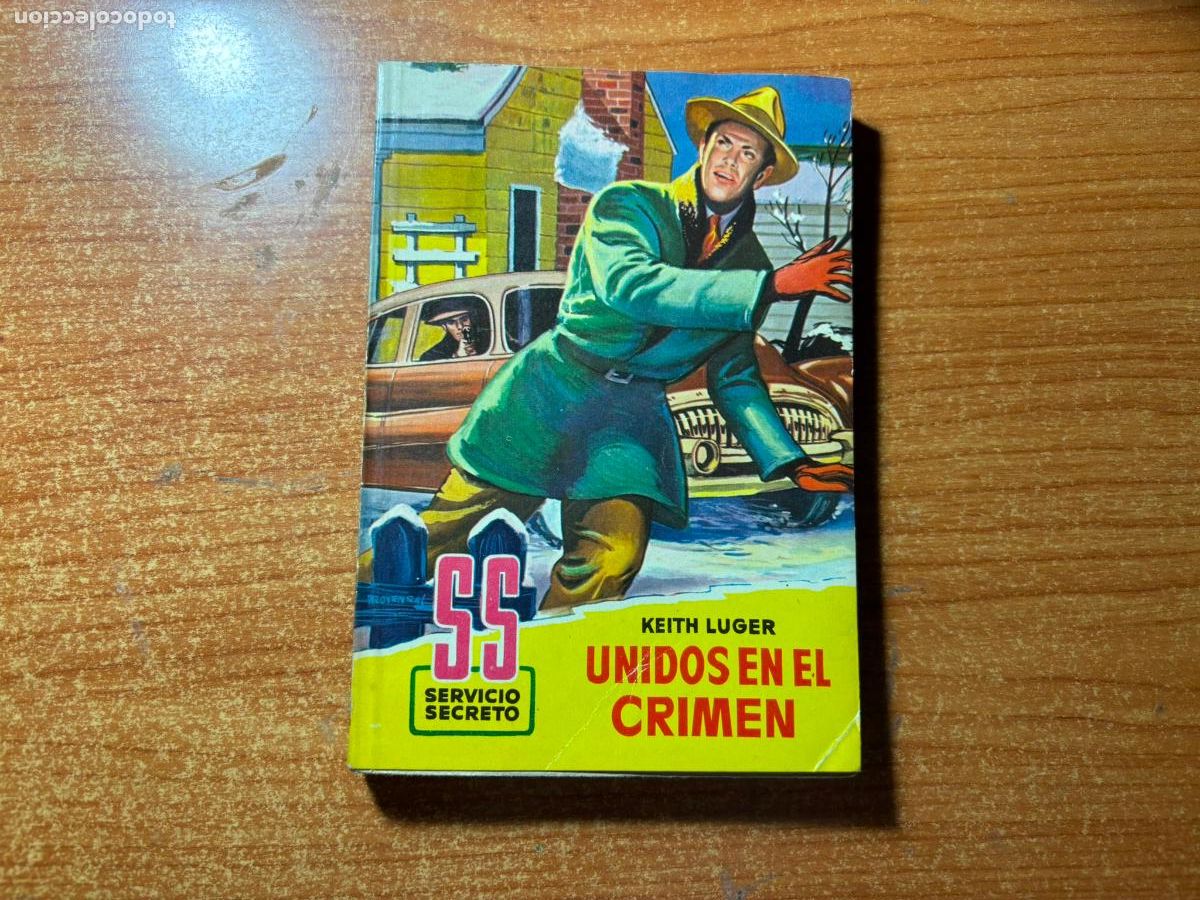 todocoleccion
KEITH LUGER
UNIDOS EN EL
CRIMEN
SS
SERVICIO
SECRETO